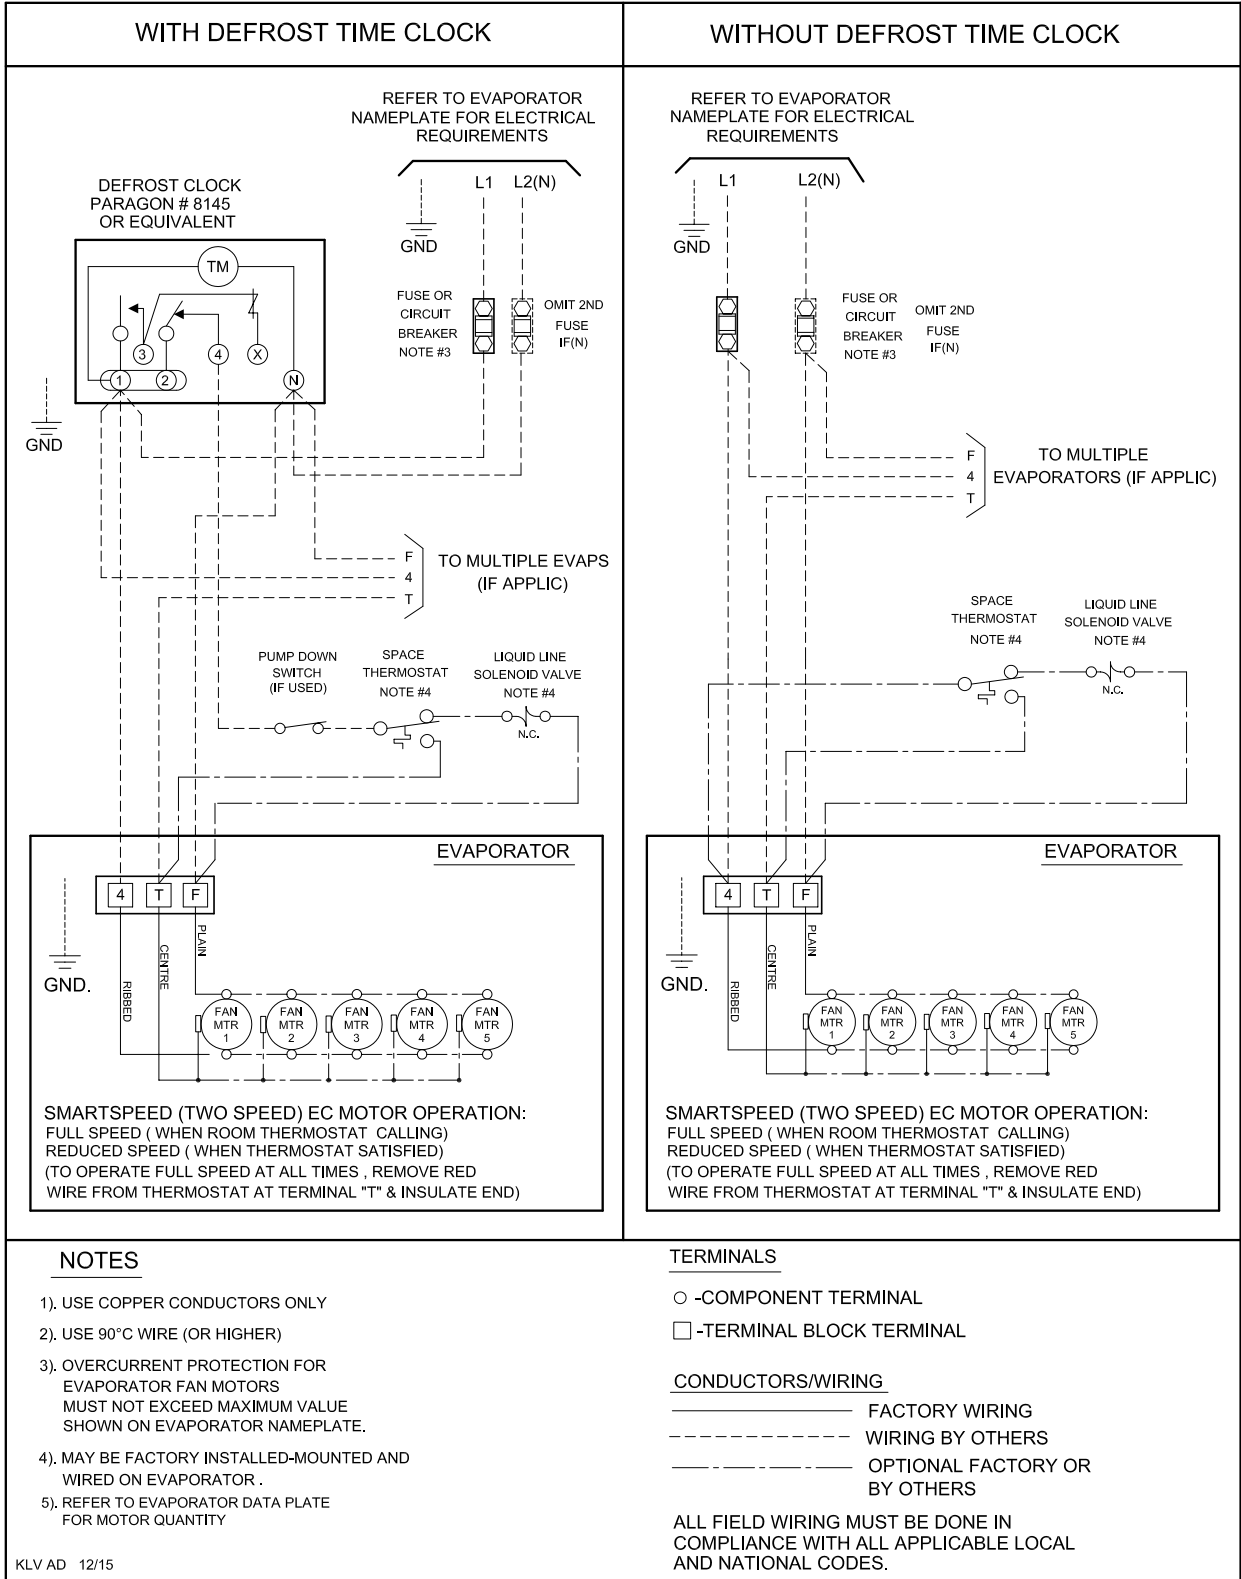 WITH DEFROST TIME CLOCK
REFER TO EVAPORATOR
NAMEPLATE FOR ELECTRICAL
REQUIREMENTS
L1 L2(N)
GND
DEFROST CLOCK
PARAGON # 8145
OR EQUIVALENT
TM
3 4 X
1 2 N
GND
FUSE OR
CIRCUIT
BREAKER
NOTE #3
OMIT 2ND
FUSE
IF(N)
F
4
T
TO MULTIPLE EVAPS
(IF APPLIC)
PUMP DOWN
SWITCH
(IF USED)
SPACE
THERMOSTAT
NOTE #4
LIQUID LINE
SOLENOID VALVE
NOTE #4
N.C.
EVAPORATOR
4 T F
GND.
RIBBED
CENTRE
PLAIN
FAN
MTR
1
FAN
MTR
2
FAN
MTR
3
FAN
MTR
4
FAN
MTR
5
SMARTSPEED (TWO SPEED) EC MOTOR OPERATION:
FULL SPEED ( WHEN ROOM THERMOSTAT CALLING)
REDUCED SPEED ( WHEN THERMOSTAT SATISFIED)
(TO OPERATE FULL SPEED AT ALL TIMES , REMOVE RED
WIRE FROM THERMOSTAT AT TERMINAL "T" & INSULATE END)
WITHOUT DEFROST TIME CLOCK
REFER TO EVAPORATOR
NAMEPLATE FOR ELECTRICAL
REQUIREMENTS
L1 L2(N)
GND
FUSE OR
CIRCUIT
BREAKER
NOTE #3
OMIT 2ND
FUSE
IF(N)
F
4
T
TO MULTIPLE
EVAPORATORS (IF APPLIC)
SPACE
THERMOSTAT
NOTE #4
LIQUID LINE
SOLENOID VALVE
NOTE #4
N.C.
EVAPORATOR
4 T F
GND.
RIBBED
CENTRE
PLAIN
FAN
MTR
1
FAN
MTR
2
FAN
MTR
3
FAN
MTR
4
FAN
MTR
5
SMARTSPEED (TWO SPEED) EC MOTOR OPERATION:
FULL SPEED ( WHEN ROOM THERMOSTAT CALLING)
REDUCED SPEED ( WHEN THERMOSTAT SATISFIED)
(TO OPERATE FULL SPEED AT ALL TIMES , REMOVE RED
WIRE FROM THERMOSTAT AT TERMINAL "T" & INSULATE END)
NOTES
1). USE COPPER CONDUCTORS ONLY
2). USE 90°C WIRE (OR HIGHER)
3). OVERCURRENT PROTECTION FOR
EVAPORATOR FAN MOTORS
MUST NOT EXCEED MAXIMUM VALUE
SHOWN ON EVAPORATOR NAMEPLATE.
4). MAY BE FACTORY INSTALLED-MOUNTED AND
WIRED ON EVAPORATOR .
5). REFER TO EVAPORATOR DATA PLATE
FOR MOTOR QUANTITY
KLV AD 12/15
TERMINALS
-COMPONENT TERMINAL
-TERMINAL BLOCK TERMINAL
CONDUCTORS/WIRING
FACTORY WIRING
WIRING BY OTHERS
OPTIONAL FACTORY OR
BY OTHERS
ALL FIELD WIRING MUST BE DONE IN
COMPLIANCE WITH ALL APPLICABLE LOCAL
AND NATIONAL CODES.